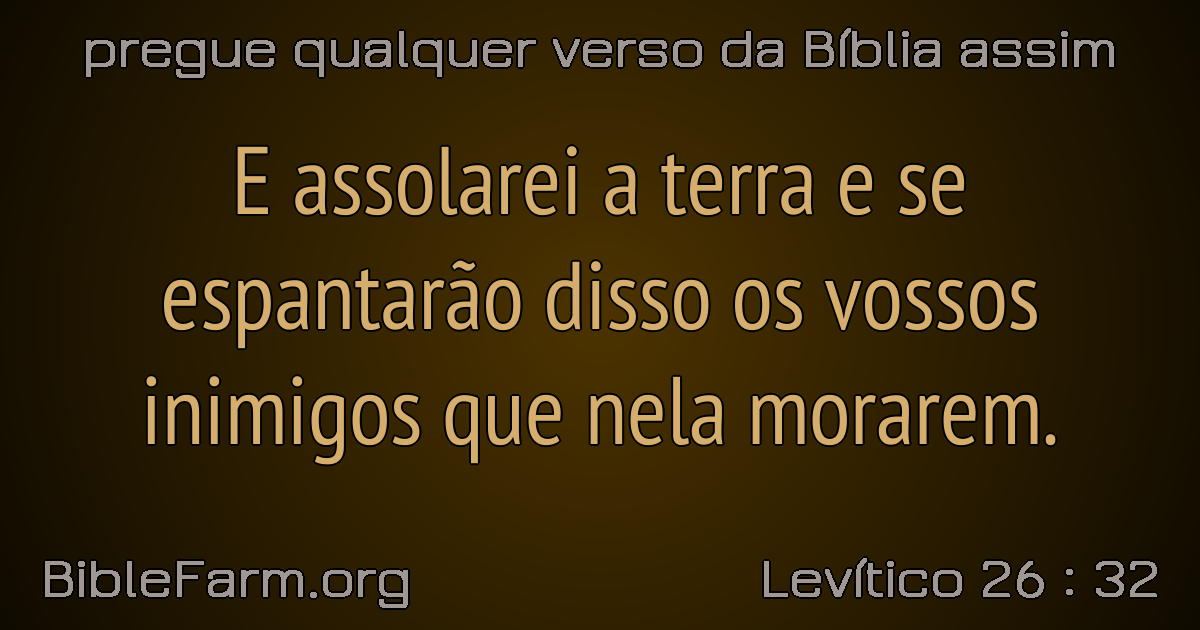 pregue qualquer verso da Bíblia assim
E assolarei a terra e se
espantarão disso os vossos
inimigos que nela morarem.
BibleFarm.org
Levítico 26 : 32